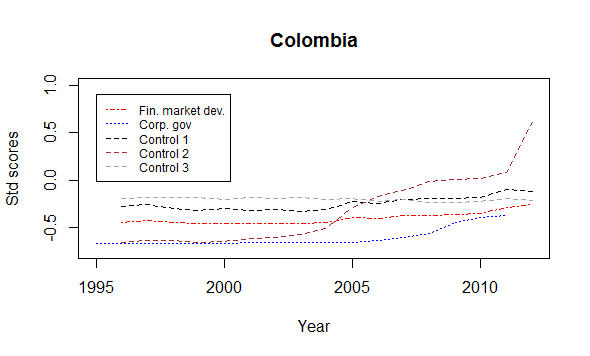 Colombia
Std scores
1.0
0.5
0.0
-0.5
Fin. market dev.
Corp. gov
Control 1
Control 2
Control 3
1995 2000 2005 2010
Year